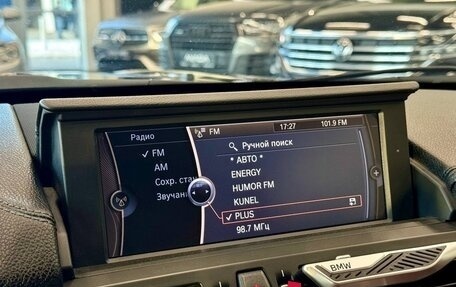 FM 17:27 101.9 FM
Радио
✓ FM
AM
Сохр. ста
Звучан
Ручной поиск
* АВТО *
ENERGY
HUMOR FM
KUNEL
✓ PLUS
98.7 МГц
BMW